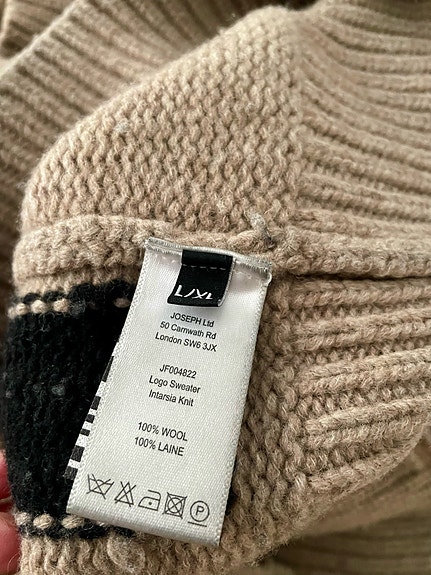 L/XL
JOSEPH Ltd
50 Carnwath Rd
London SW6 3JX
JF004822
Logo Sweater
Intarsia Knit
100% WOOL
100% LAINE
P